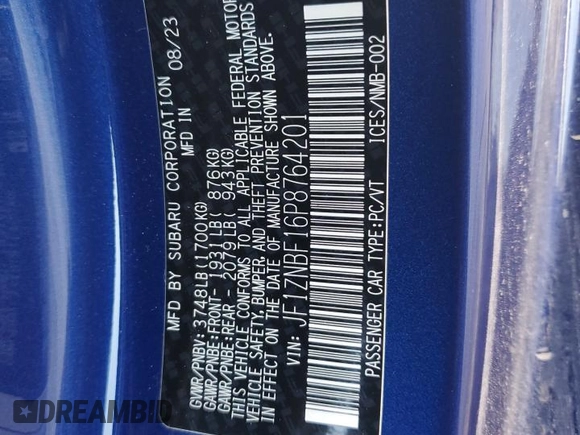 MFD BY SUBARU CORPORATION 08/23
MFD IN
GVWR/PNBV: 3748LB(1700KG)
GAWR/PNBE:FRONT- 1931LB( 876KG)
GAWR/PNBE:REAR - 2079LB( 943KG)
THIS VEHICLE CONFORMS TO ALL APPLICABLE FEDERAL MOTOR
VEHICLE SAFETY, BUMPER, AND THEFT PREVENTION STANDARDS
IN EFFECT ON THE DATE OF MANUFACTURE SHOWN ABOVE.
VIN: JF1ZNBF16P8764201
PASSENGER CAR TYPE:PC/VT ICES/NMB-002
DREAMBID